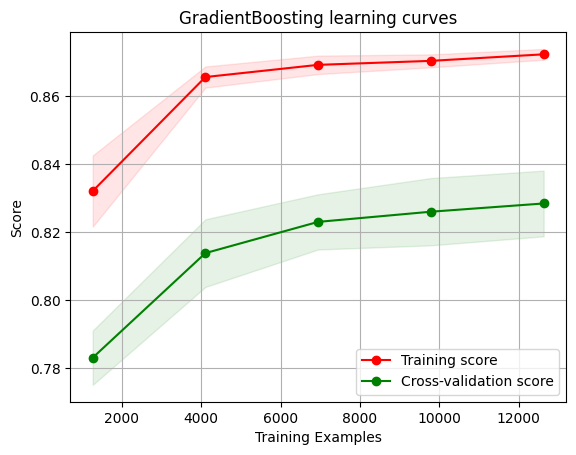 GradientBoosting learning curves
Score
0.86
0.84
0.82
0.80
0.78
Training score
Cross-validation score
2000 4000 6000 8000 10000 12000
Training Examples